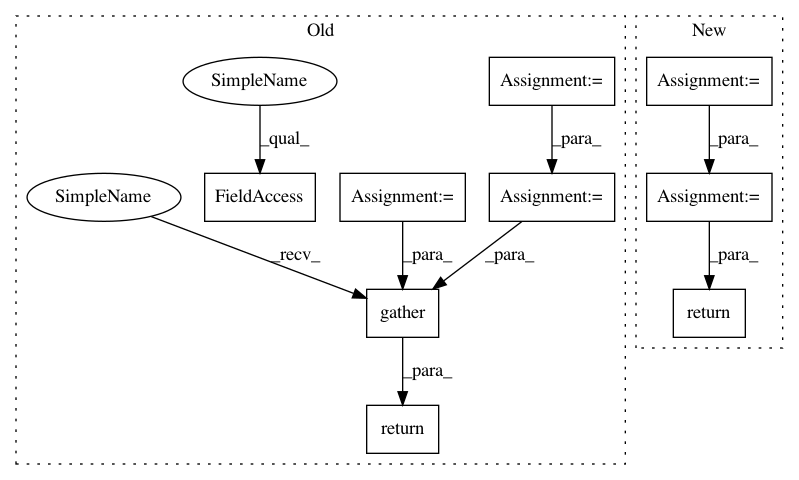 Old
New
SimpleName
Assignment:=
Assignment:=
_qual_
_para_
_para_
SimpleName
FieldAccess
Assignment:=
Assignment:=
Assignment:=
_recv_
_para_
_para_
_para_
gather
return
_para_
return